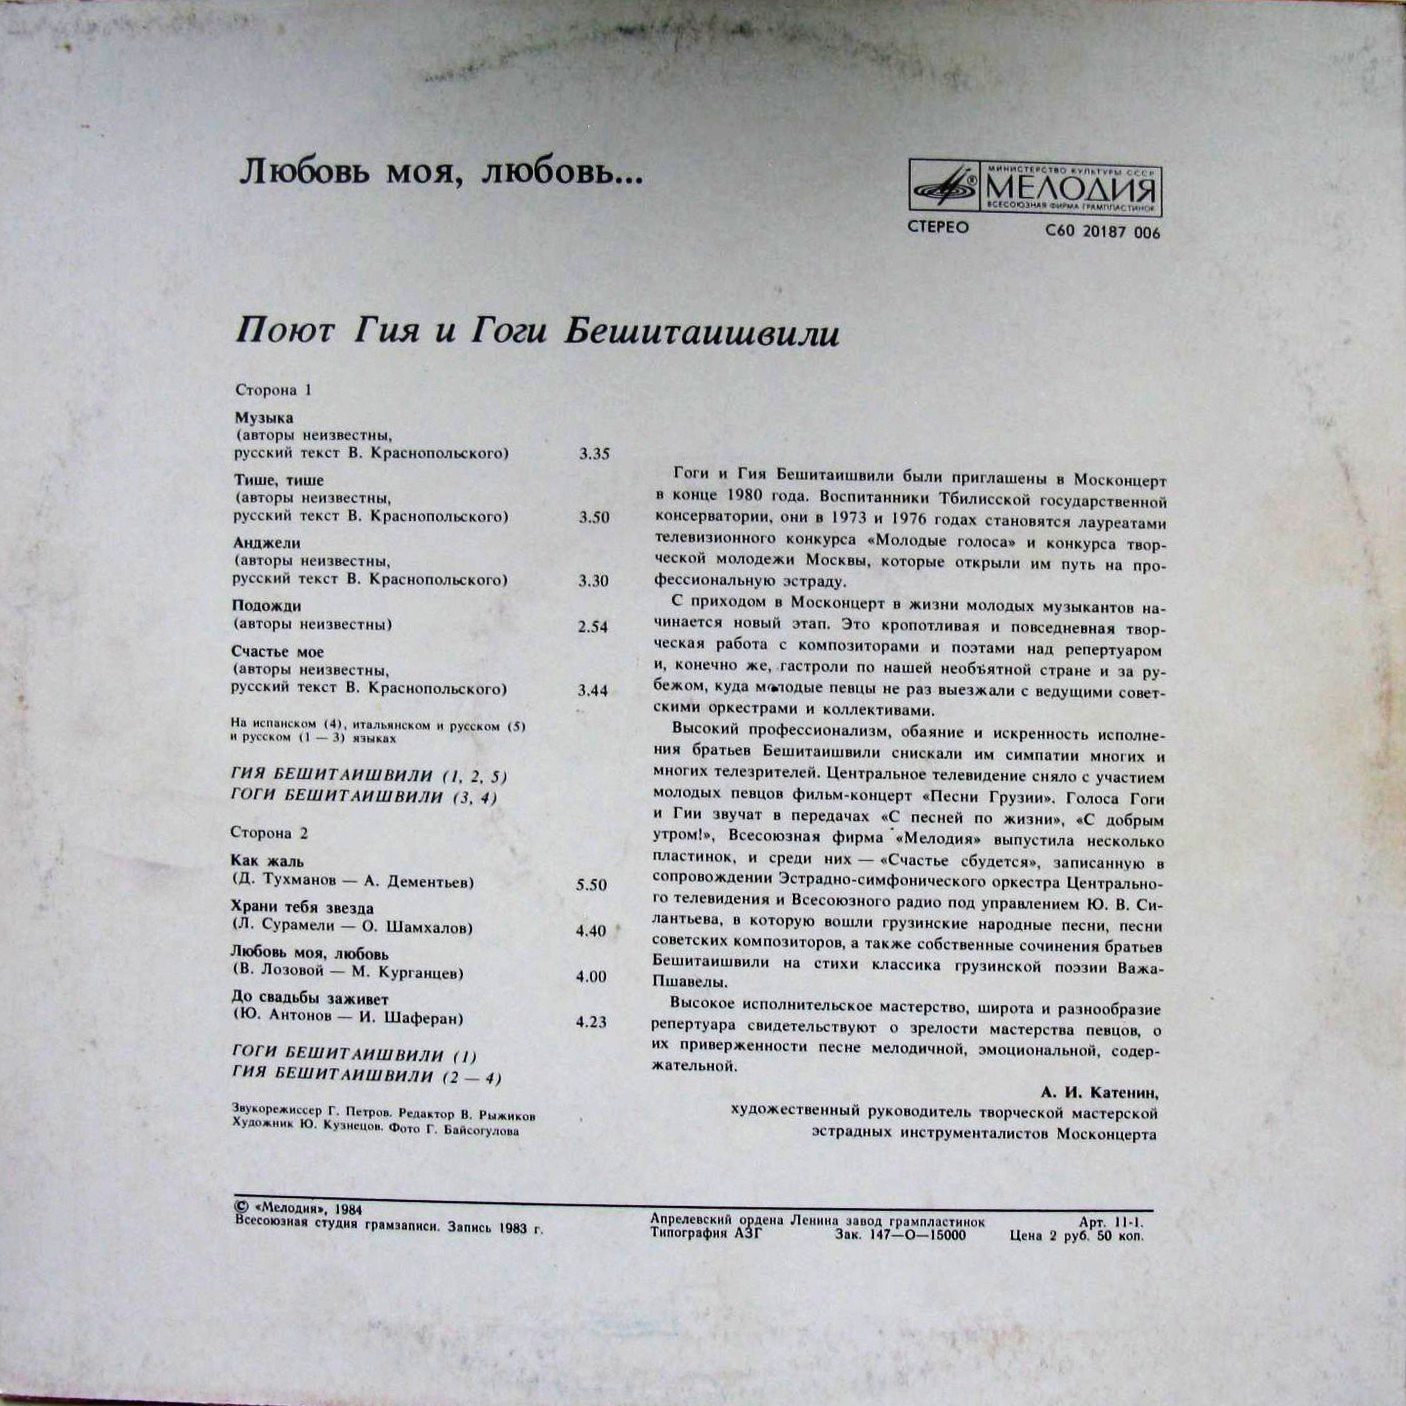 Любовь моя, любовь...
МИНИСТЕРСТВО КУЛЬТУРЫ СССР
МЕЛОДИЯ
ВСЕСОЮЗНАЯ ФИРМА ГРАМПЛАСТИНОК
СТЕРЕО С60 20187 006
Поют Гия и Гоги Бешитаишвили
Сторона 1
Музыка
(авторы неизвестны,
русский текст В. Краснопольского) 3.35
Тише, тише
(авторы неизвестны,
русский текст В. Краснопольского) 3.50
Анджели
(авторы неизвестны,
русский текст В. Краснопольского) 3.30
Подожди
(авторы неизвестны) 2.54
Счастье мое
(авторы неизвестны,
русский текст В. Краснопольского) 3.44
На испанском (4), итальянском и русском (5)
и русском (1 — 3) языках
ГИЯ БЕШИТАИШВИЛИ (1, 2, 5)
ГОГИ БЕШИТАИШВИЛИ (3, 4)
Сторона 2
Как жаль
(Д. Тухманов — А. Дементьев) 5.50
Храни тебя звезда
(Л. Сурамели — О. Шамхалов) 4.40
Любовь моя, любовь
(В. Лозовой — М. Курганцев) 4.00
До свадьбы заживет
(Ю. Антонов — И. Шаферан) 4.23
ГОГИ БЕШИТАИШВИЛИ (1)
ГИЯ БЕШИТАИШВИЛИ (2 — 4)
Звукорежиссер Г. Петров. Редактор В. Рыжиков
Художник Ю. Кузнецов. Фото Г. Байсогулова
Гоги и Гия Бешитаишвили были приглашены в Москонцерт
в конце 1980 года. Воспитанники Тбилисской государственной
консерватории, они в 1973 и 1976 годах становятся лауреатами
телевизионного конкурса «Молодые голоса» и конкурса твор-
ческой молодежи Москвы, которые открыли им путь на про-
фессиональную эстраду.
С приходом в Москонцерт в жизни молодых музыкантов на-
чинается новый этап. Это кропотливая и повседневная твор-
ческая работа с композиторами и поэтами над репертуаром
и, конечно же, гастроли по нашей необъятной стране и за ру-
бежом, куда молодые певцы не раз выезжали с ведущими совет-
скими оркестрами и коллективами.
Высокий профессионализм, обаяние и искренность исполне-
ния братьев Бешитаишвили снискали им симпатии многих и
многих телезрителей. Центральное телевидение сняло с участием
молодых певцов фильм-концерт «Песни Грузии». Голоса Гоги
и Гии звучат в передачах «С песней по жизни», «С добрым
утром!», Всесоюзная фирма «Мелодия» выпустила несколько
пластинок, и среди них — «Счастье сбудется», записанную в
сопровождении Эстрадно-симфонического оркестра Центрально-
го телевидения и Всесоюзного радио под управлением Ю. В. Си-
лантьева, в которую вошли грузинские народные песни, песни
советских композиторов, а также собственные сочинения братьев
Бешитаишвили на стихи классика грузинской поэзии Важа-
Пшавелы.
Высокое исполнительское мастерство, широта и разнообразие
репертуара свидетельствуют о зрелости мастерства певцов, о
их приверженности песне мелодичной, эмоциональной, содер-
жательной.
А. И. Катенин,
художественный руководитель творческой мастерской
эстрадных инструменталистов Москонцерта
© «Мелодия», 1984
Всесоюзная студия грамзаписи. Запись 1983 г.
Апрелевский ордена Ленина завод грампластинок Арт. 11-1.
Типография АЗГ Зак. 147—О—15000 Цена 2 руб. 50 коп.